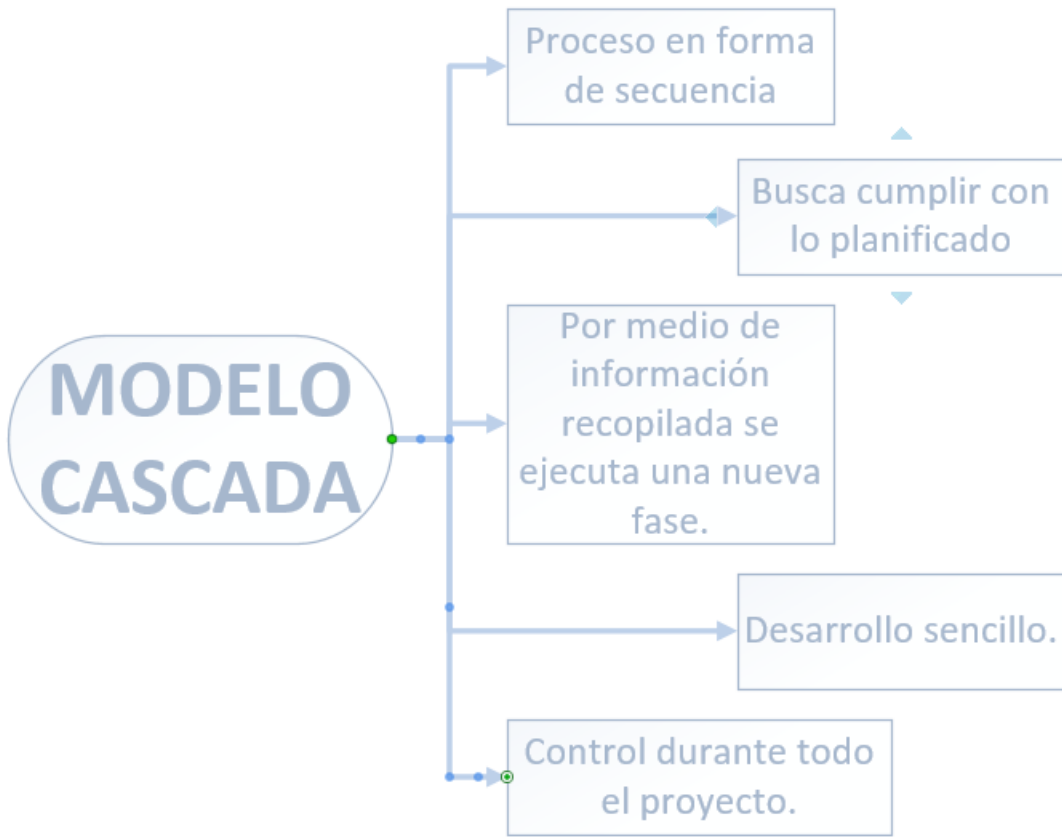 Proceso en forma
de secuencia
Busca cumplir con
lo planificado
MODELO
CASCADA
Por medio de
información
recopilada se
ejecuta una nueva
fase.
Desarrollo sencillo.
Control durante todo
el proyecto.